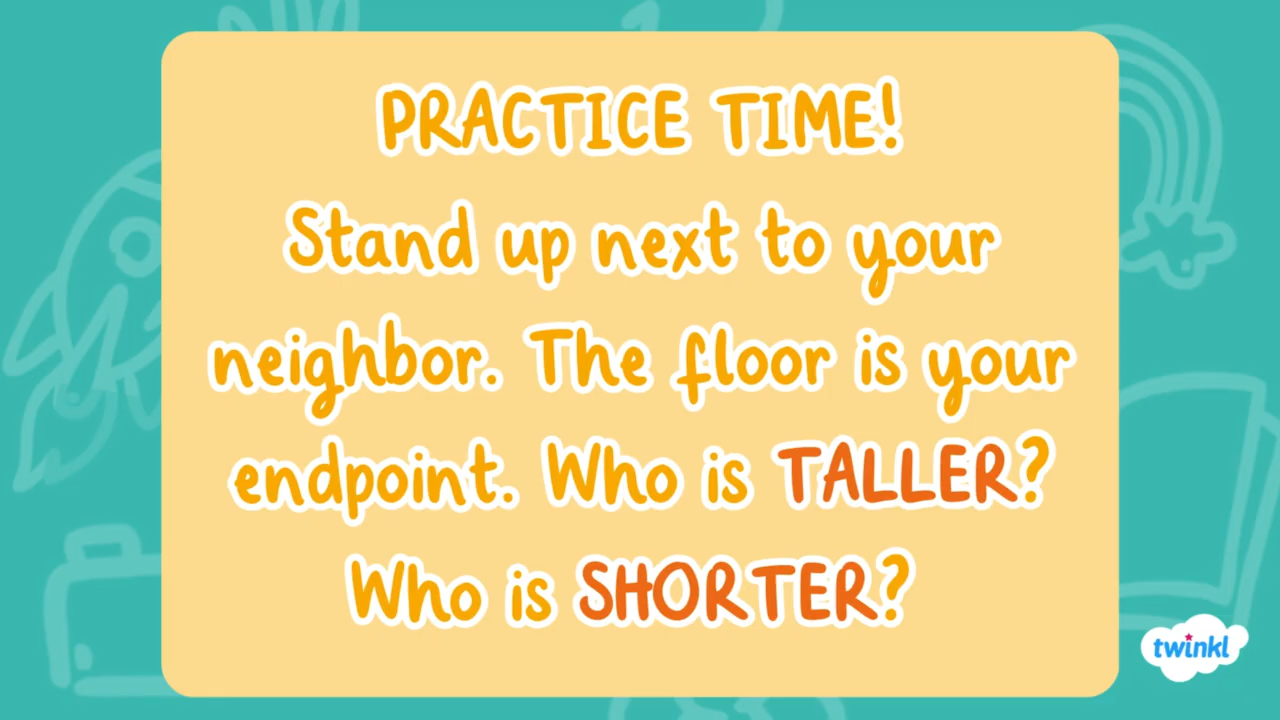 PRACTICE TIME!
Stand up next to your
neighbor. The floor is your
endpoint. Who is TALLER?
Who is SHORTER?
twinkl